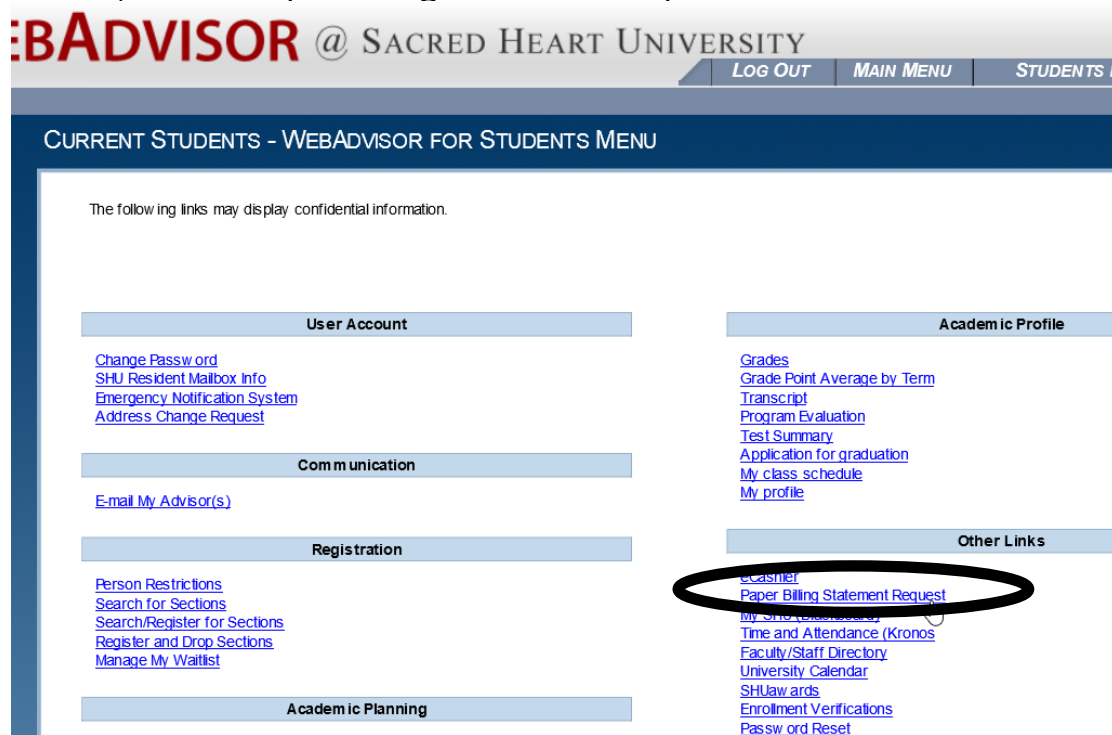 EBADVISOR @ SACRED HEART UNIVERSITY
LOG OUT MAIN MENU STUDENTS
CURRENT STUDENTS - WEBADVISOR FOR STUDENTS MENU
The following links may display confidential information.
User Account
Change Password
SHU Resident Mailbox Info
Emergency Notification System
Address Change Request
Communication
E-mail My Advisor(s)
Registration
Person Restrictions
Search for Sections
Search/Register for Sections
Register and Drop Sections
Manage My Waitlist
Academic Planning
Academic Profile
Grades
Grade Point Average by Term
Transcript
Program Evaluation
Test Summary
Application for graduation
My class schedule
My profile
Other Links
eCashier
Paper Billing Statement Request
My SHU (Blackboard)
Time and Attendance (Kronos
Faculty/Staff Directory
University Calendar
SHUawards
Enrollment Verifications
Password Reset